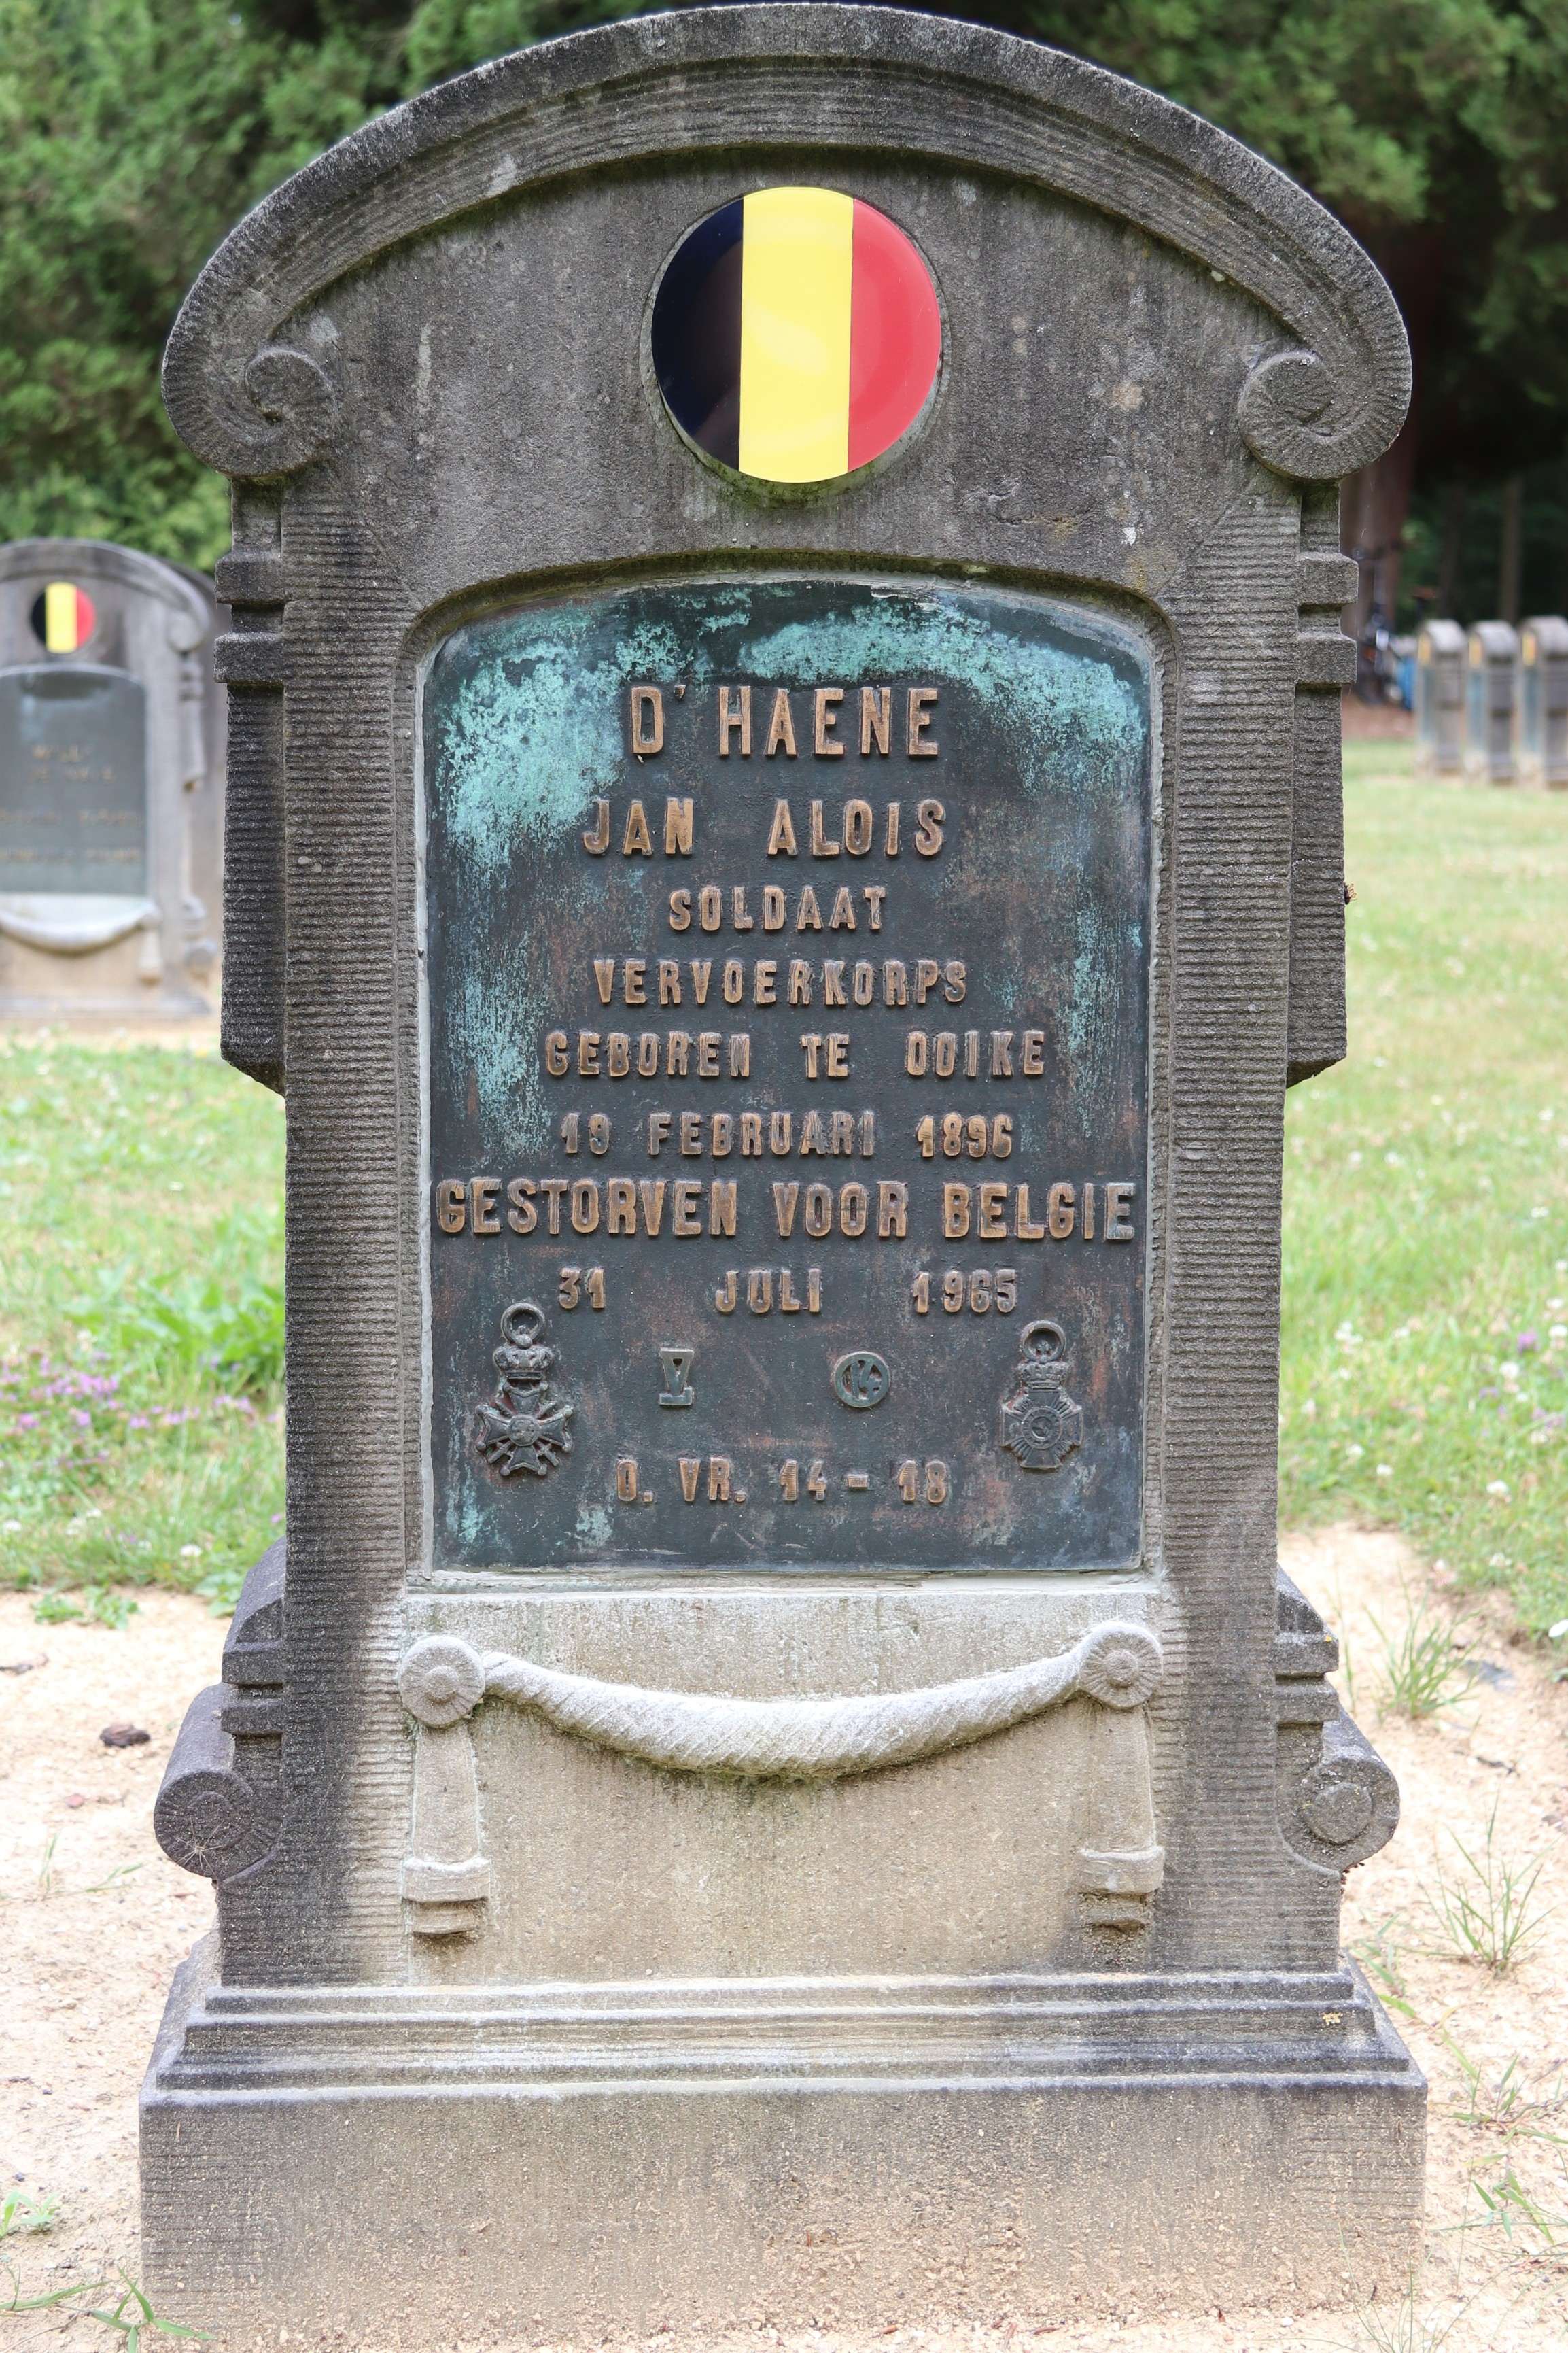 D'HAENE
JAN ALOIS
SOLDAAT
VERVOERKORPS
GEBOREN TE OOIKE
19 FEBRUARI 1896
GESTORVEN VOOR BELGIE
31 JULI 1965
V K14
O. VR. 14 - 18